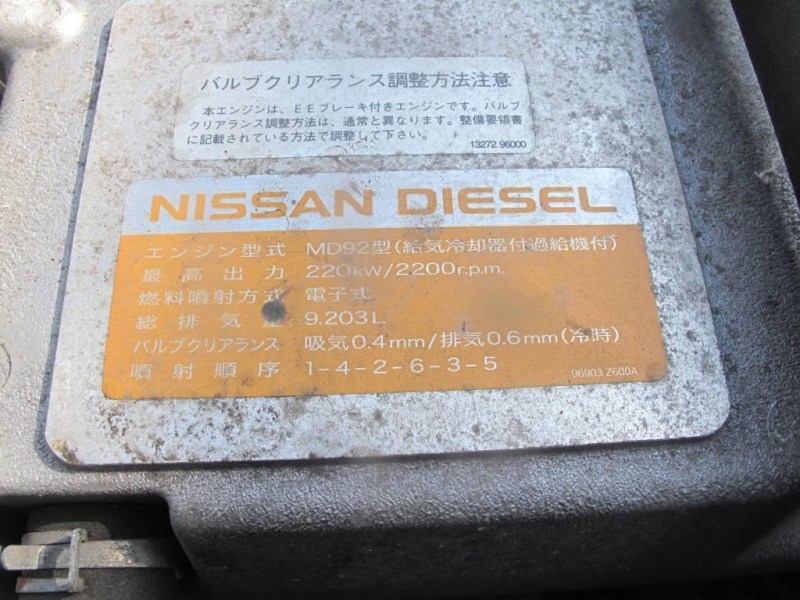 バルブクリアランス調整方法注意
本エンジンは、EEブレーキ付きエンジンです。バルブ
クリアランス調整方法は、通常と異なります。整備要領書
に記載されている方法で調整して下さい。
13272 96000
NISSAN DIESEL
エンジン型式 MD92型(給気冷却器付過給機付)
最高出力 220kW/2200r.p.m.
燃料噴射方式 電子式
総排気量 9.203L
バルブクリアランス 吸気0.4mm/排気0.6mm(冷時)
噴射順序 1-4-2-6-3-5
96903 Z600A